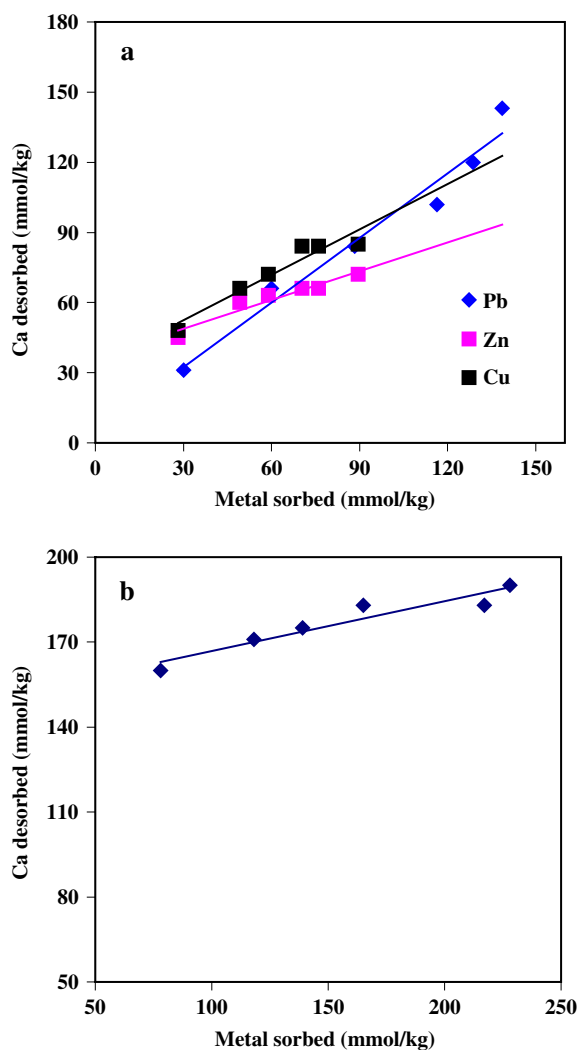 180
a
150
120
90
60
30
0
Ca desorbed (mmol/kg)
Pb
Zn
Cu
0 30 60 90 120 150
Metal sorbed (mmol/kg)
200
b
170
140
110
80
50
Ca desorbed (mmol/kg)
50 100 150 200 250
Metal sorbed (mmol/kg)